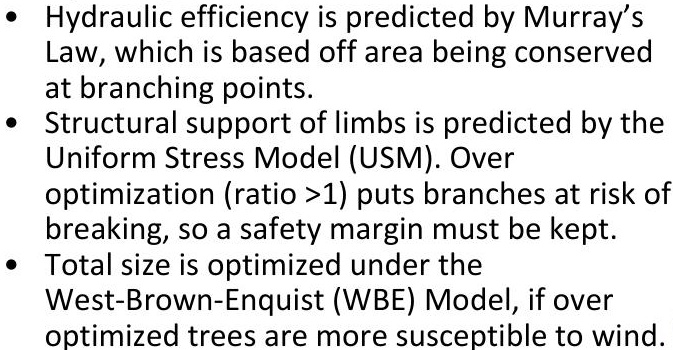 • Hydraulic efficiency is predicted by Murray’s
Law, which is based off area being conserved
at branching points.
• Structural support of limbs is predicted by the
Uniform Stress Model (USM). Over
optimization (ratio >1) puts branches at risk of
breaking, so a safety margin must be kept.
• Total size is optimized under the
West-Brown-Enquist (WBE) Model, if over
optimized trees are more susceptible to wind.